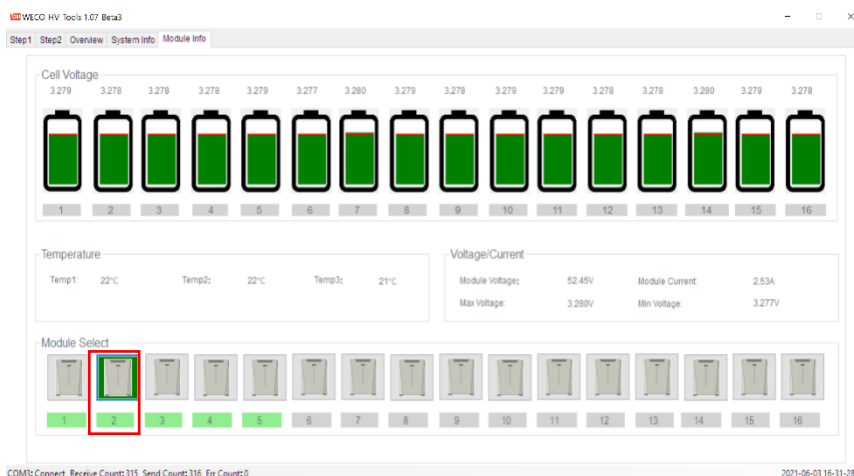 WECO HV Tools 1.07 Beta3
Step1 Step2 Overview System Info Module Info
Cell Voltage
3.279 3.278 3.278 3.278 3.279 3.277 3.280 3.279 3.278 3.279 3.279 3.278 3.278 3.280 3.279 3.278
1 2 3 4 5 6 7 8 9 10 11 12 13 14 15 16
Temperature
Temp1: 22°C Temp2: 22°C Temp3: 21°C
Voltage/Current
Module Voltage: 52.45V Module Current: 2.53A
Max Voltage: 3.280V Min Voltage: 3.277V
Module Select
1 2 3 4 5 6 7 8 9 10 11 12 13 14 15 16
COM3: Connect Receive Count: 315 Send Count: 316 Err Count: 0 2021-06-03 16-31-28